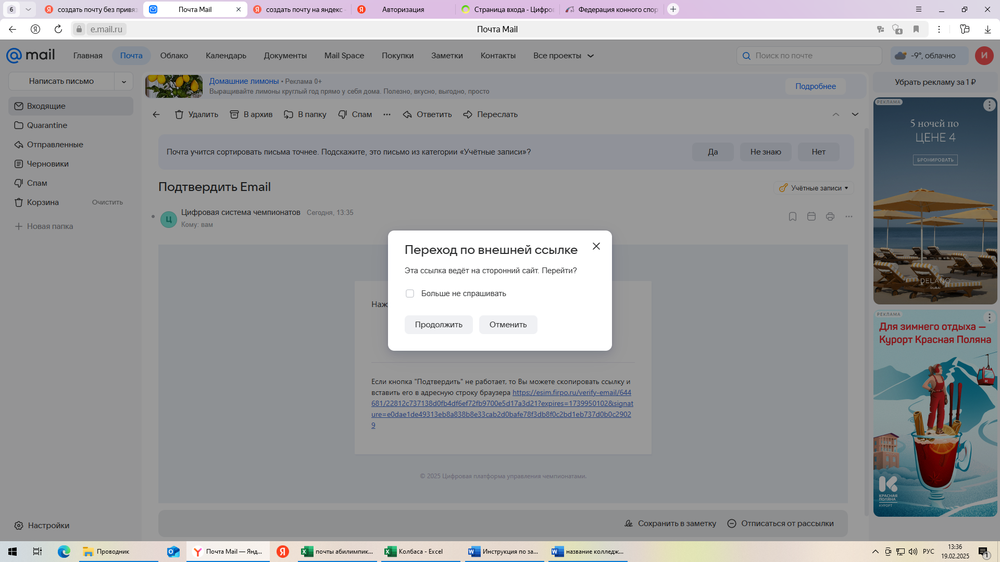 6
создать почту без привяз
Почта Mail
создать почту на яндекс -
Авторизация
Страница входа - Цифров
Федерация конного спор
e.mail.ru
Почта Mail
4
mail
Главная
Почта
Облако
Календарь
Документы
Mail Space
Покупки
Заметки
Контакты
Все проекты
Поиск по почте
-9°, облачно
И
Написать письмо
Домашние лимоны • Реклама 0+
Выращивайте лимоны круглый год прямо у себя дома. Полезно, вкусно, выгодно, просто
Подробнее
Убрать рекламу за 1 ₽
Входящие
Quarantine
Отправленные
Черновики
Спам
Корзина
Очистить
Новая папка
Удалить
В архив
В папку
Спам
Ответить
Переслать
Почта учится сортировать письма точнее. Подскажите, это письмо из категории «Учётные записи»?
Да
Не знаю
Нет
Подтвердить Email
Учётные записи
Ц
Цифровая система чемпионатов
Сегодня, 13:35
Кому: вам
Переход по внешней ссылке
Эта ссылка ведёт на сторонний сайт. Перейти?
Больше не спрашивать
Продолжить
Отменить
Наж
Если кнопка "Подтвердить" не работает, то Вы можете скопировать ссылку и
вставить его в адресную строку браузера https://esim.firpo.ru/verify-email/644
681/22812c737138d0fb4df6ef72fb9700e5d17a3d21?expires=1739950102&signat
ure=e0dae1de49313eb8a838b8e33cab2d0bafe78f3db8f0c2bd1eb737d0b0c2902
9
© 2025 Цифровая платформа управления чемпионатами.
Сохранить в заметку
Отписаться от рассылки
Настройки
РЕКЛАМА
5 ночей по
ЦЕНЕ 4
БРОНИРОВАТЬ
DELANO
DUBAI
РЕКЛАМА
Для зимнего отдыха —
Курорт Красная Поляна
КРАСНАЯ
ПОЛЯНА
КУРОРТ
Проводник
Почта Mail — Янд...
почты абилимпик...
Колбаса - Excel
Инструкция по за...
название колледж...
РУС
13:36
19.02.2025
1